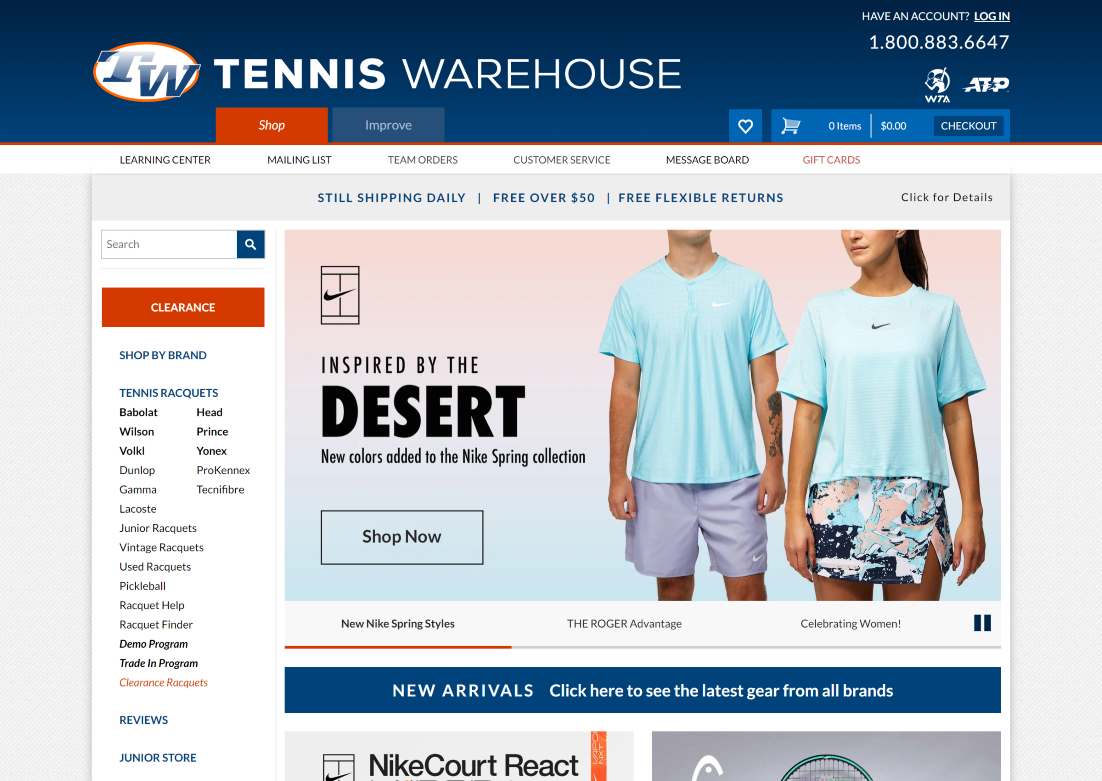 HAVE AN ACCOUNT? LOG IN
1.800.883.6647
TW TENNIS WAREHOUSE
WTA ATP
Shop Improve
0 Items $0.00 CHECKOUT
LEARNING CENTER MAILING LIST TEAM ORDERS CUSTOMER SERVICE MESSAGE BOARD GIFT CARDS
STILL SHIPPING DAILY | FREE OVER $50 | FREE FLEXIBLE RETURNS Click for Details
Search
CLEARANCE
SHOP BY BRAND
TENNIS RACQUETS
Babolat Head
Wilson Prince
Volkl Yonex
Dunlop ProKennex
Gamma Tecnifibre
Lacoste
Junior Racquets
Vintage Racquets
Used Racquets
Pickleball
Racquet Help
Racquet Finder
Demo Program
Trade In Program
Clearance Racquets
REVIEWS
JUNIOR STORE
INSPIRED BY THE
DESERT
New colors added to the Nike Spring collection
Shop Now
New Nike Spring Styles THE ROGER Advantage Celebrating Women!
NEW ARRIVALS Click here to see the latest gear from all brands
NikeCourt React